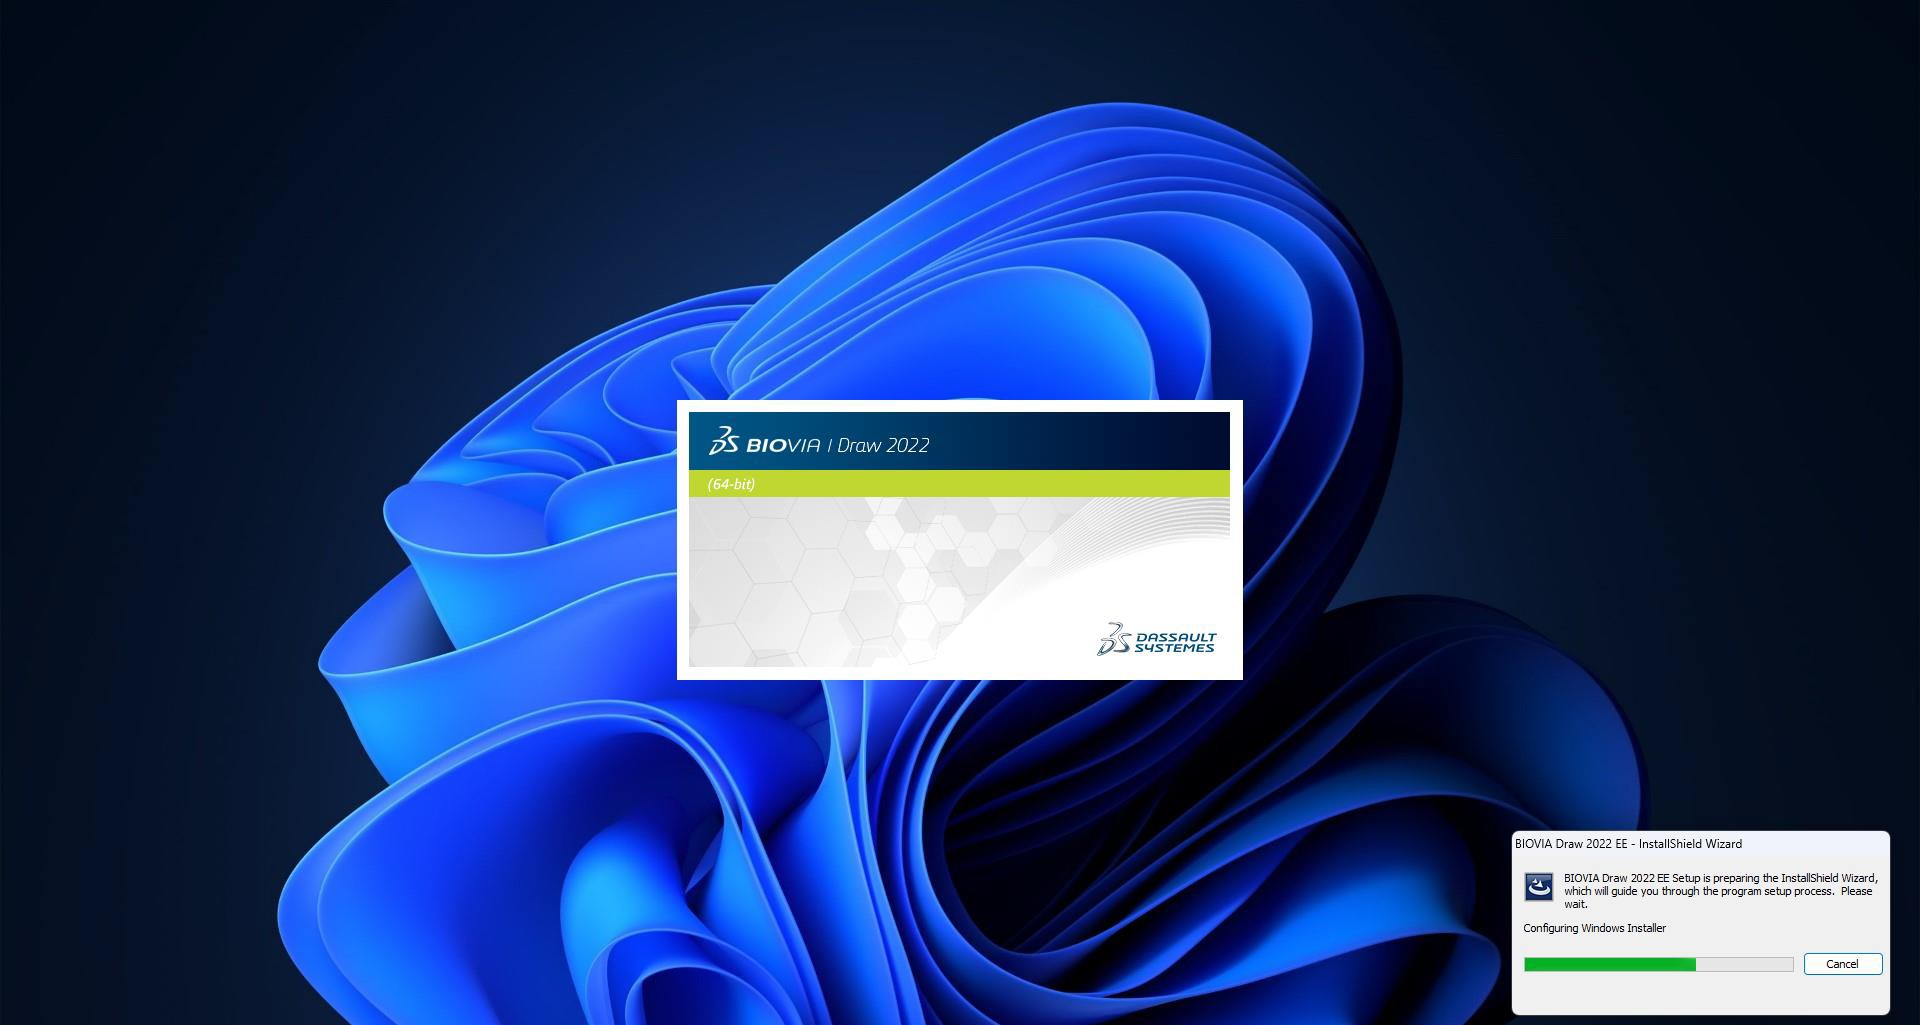 BIOVIA | Draw 2022
(64-bit)
DASSAULT
SYSTEMES
BIOVIA Draw 2022 EE - InstallShield Wizard
BIOVIA Draw 2022 EE Setup is preparing the InstallShield Wizard,
which will guide you through the program setup process. Please
wait.
Configuring Windows Installer
Cancel